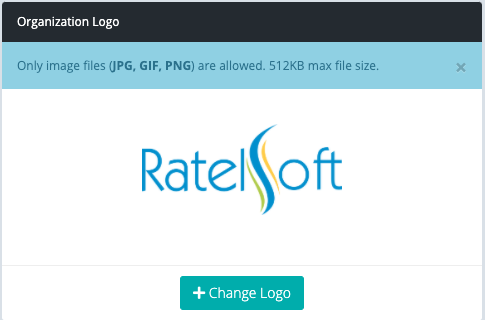 Organization Logo
Only image files (JPG, GIF, PNG) are allowed. 512KB max file size. ×
RatelSoft
+ Change Logo